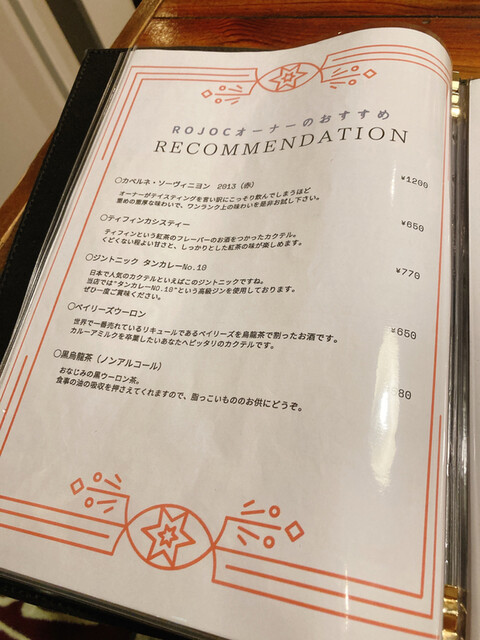 ROJOCオーナーのおすすめ
RECOMMENDATION
○カベルネ・ソーヴィニヨン 2013（赤） ¥1200
オーナーがテイスティングを言い訳にこっそり飲んでしまうほど
重めの重厚な味わいで、ワンランク上の味わいを是非お試し下さい。
○ティフィンカシスティー ¥650
ティフィンという紅茶のフレーバーのお酒をつかったカクテル。
くどくない程よい甘さと、しっかりとした紅茶の味が楽しめます。
○ジントニック タンカレーNo.10 ¥770
日本で人気のカクテルといえばこのジントニックですね。
当店では"タンカレーNO.10"という高級ジンを使用しております。
ぜひ一度ご賞味ください。
○ベイリーズウーロン ¥650
世界で一番売れているリキュールであるベイリーズを烏龍茶で割ったお酒です。
カルーアミルクを卒業したいあなたへピッタリのカクテルです。
○黒烏龍茶（ノンアルコール） 80
おなじみの黒ウーロン茶。
食事の油の吸収を押さえてくれますので、脂っこいもののお供にどうぞ。